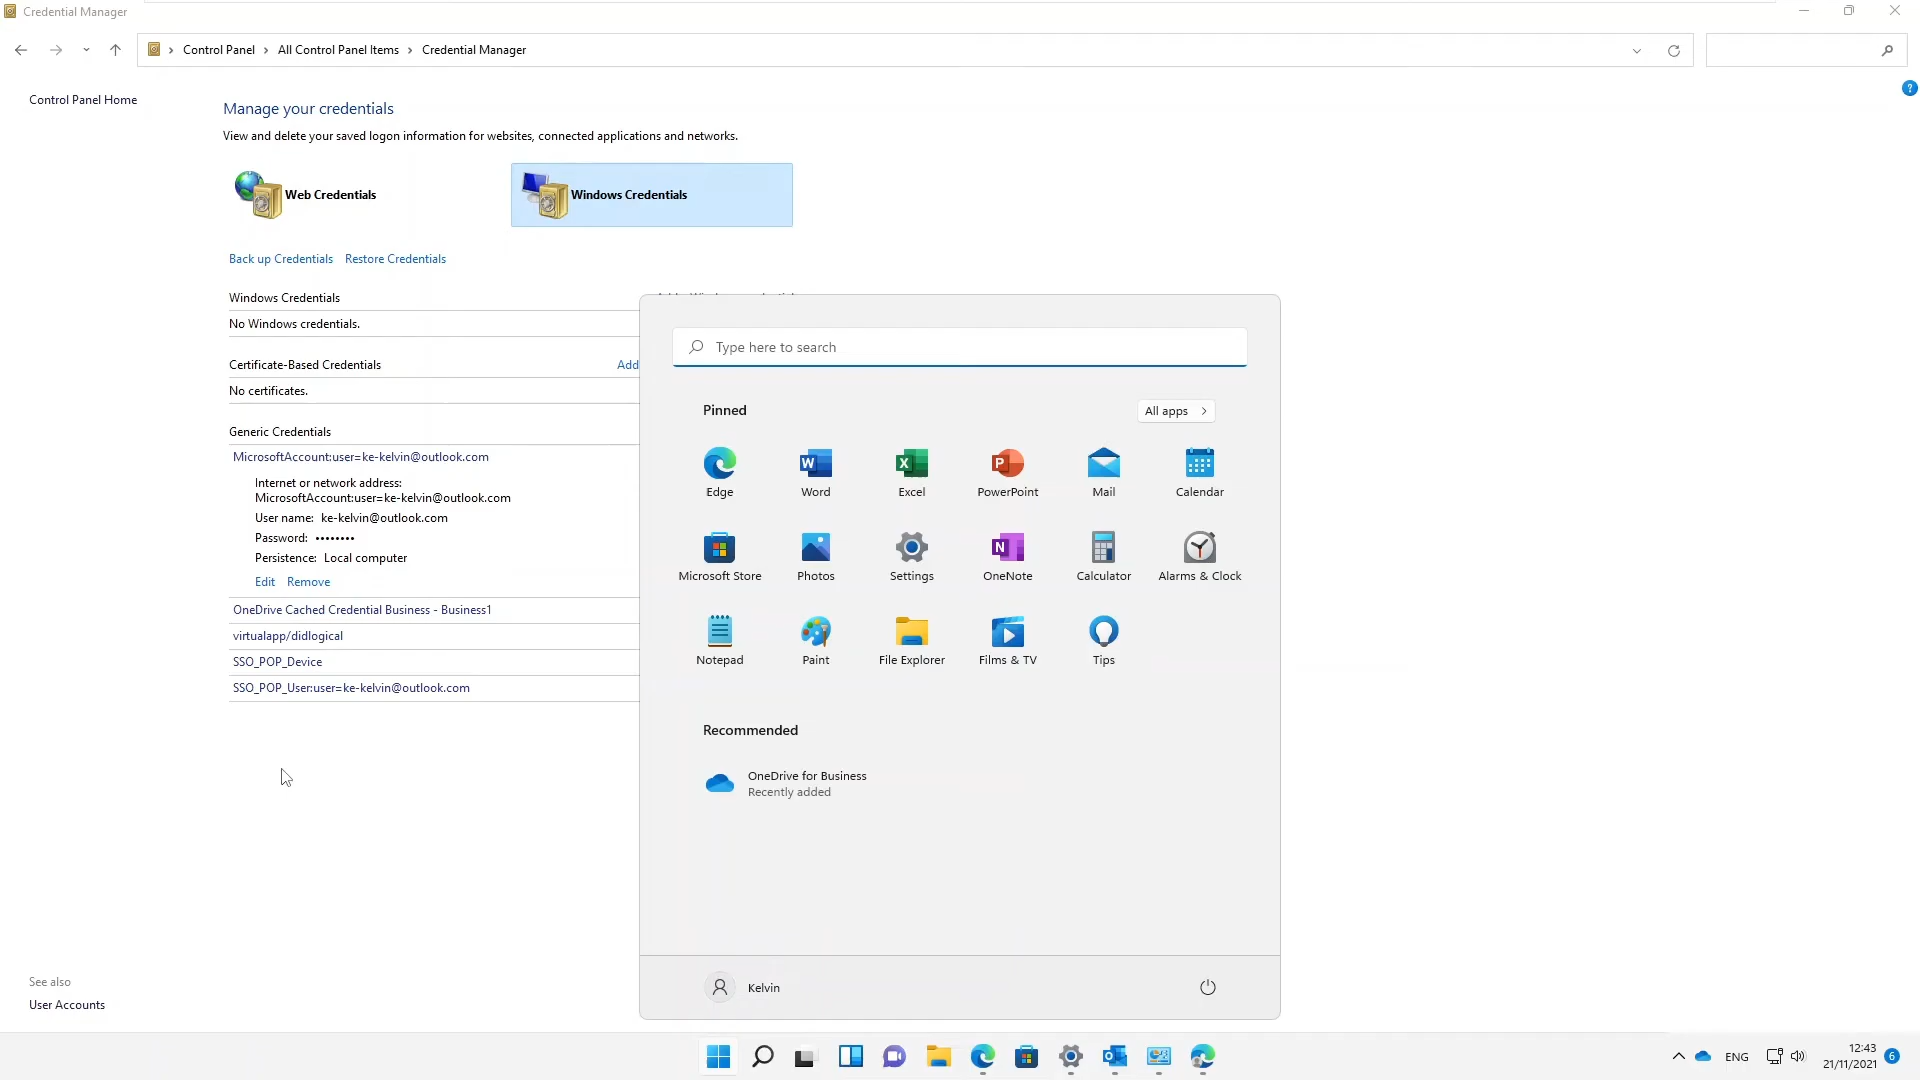 Credential Manager
Control Panel > All Control Panel Items > Credential Manager
Control Panel Home
?
Manage your credentials
View and delete your saved logon information for websites, connected applications and networks.
Web Credentials
Windows Credentials
Back up Credentials
Restore Credentials
Windows Credentials
No Windows credentials.
Certificate-Based Credentials
Add
No certificates.
Generic Credentials
MicrosoftAccount:user=ke-kelvin@outlook.com
Internet or network address:
MicrosoftAccount:user=ke-kelvin@outlook.com
User name: ke-kelvin@outlook.com
Password: ••••••••
Persistence: Local computer
Edit
Remove
OneDrive Cached Credential Business - Business1
virtualapp/didlogical
SSO_POP_Device
SSO_POP_User:user=ke-kelvin@outlook.com
See also
User Accounts
Type here to search
Pinned
All apps >
Edge
Word
Excel
PowerPoint
Mail
Calendar
Microsoft Store
Photos
Settings
OneNote
Calculator
Alarms & Clock
Notepad
Paint
File Explorer
Films & TV
Tips
Recommended
OneDrive for Business
Recently added
Kelvin
ENG
12:43
21/11/2021
6